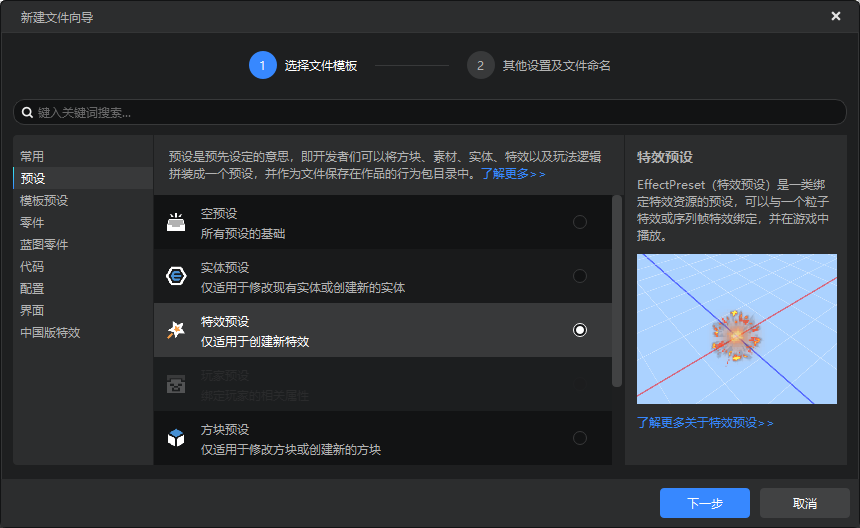 新建文件向导
1 选择文件模板 2 其他设置及文件命名
键入关键词搜索...
常用
预设
模板预设
零件
蓝图零件
代码
配置
界面
中国版特效
预设是预先设定的意思，即开发者们可以将方块、素材、实体、特效以及玩法逻辑
拼装成一个预设，并作为文件保存在作品的行为包目录中。了解更多>>
空预设
所有预设的基础
实体预设
仅适用于修改现有实体或创建新的实体
特效预设
仅适用于创建新特效
玩家预设
绑定玩家的相关属性
方块预设
仅适用于修改方块或创建新的方块
特效预设
EffectPreset（特效预设）是一类绑
定特效资源的预设，可以与一个粒子
特效或序列帧特效绑定，并在游戏中
播放。
了解更多关于特效预设>>
下一步
取消